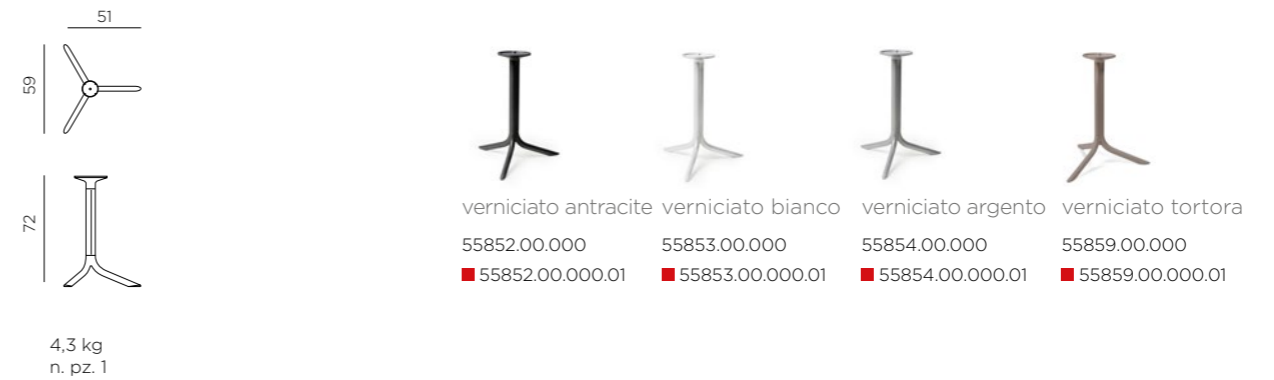 51
59
72
4,3 kg
n. pz. 1
verniciato antracite
55852.00.000
55852.00.000.01
verniciato bianco
55853.00.000
55853.00.000.01
verniciato argento
55854.00.000
55854.00.000.01
verniciato tortora
55859.00.000
55859.00.000.01